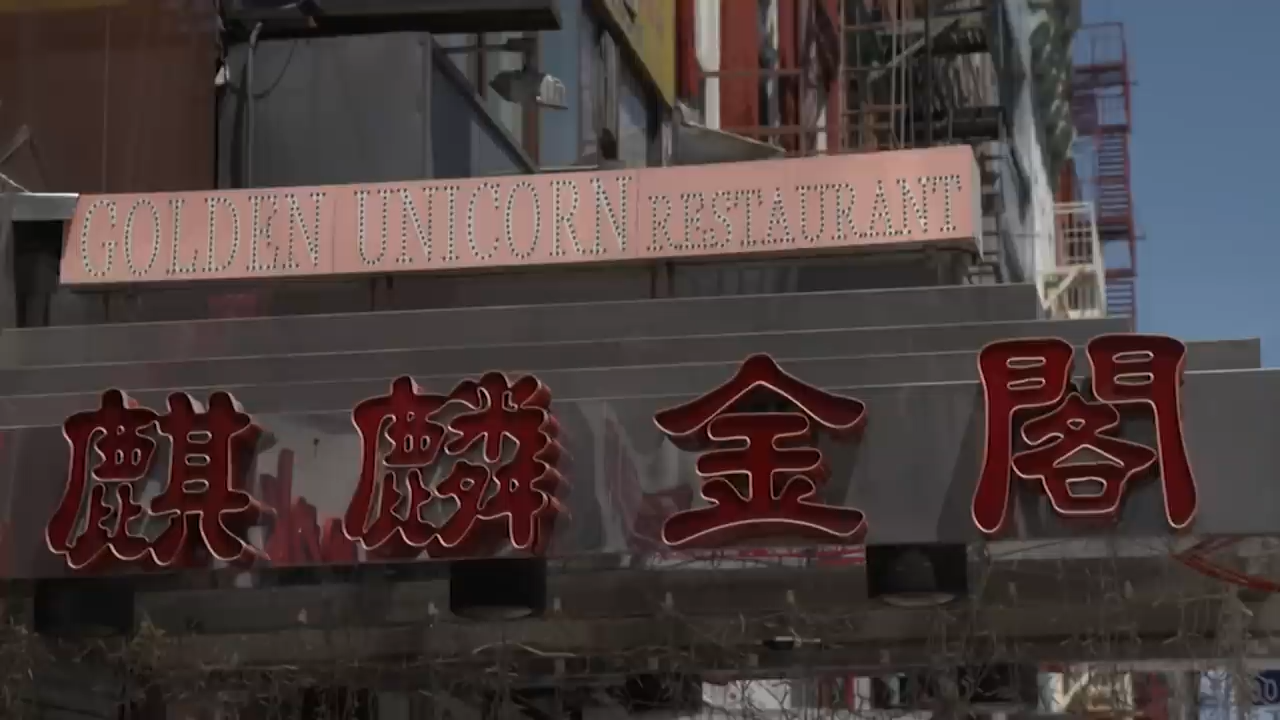 GOLDEN UNICORN RESTAURANT
麒麟金閣